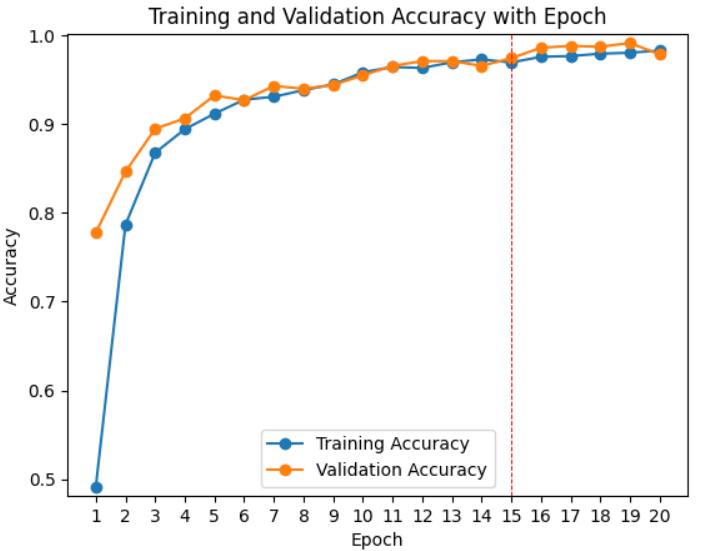 Training and Validation Accuracy with Epoch
1.0
0.9
0.8
0.7
0.6
0.5
Accuracy
Training Accuracy
Validation Accuracy
1 2 3 4 5 6 7 8 9 10 11 12 13 14 15 16 17 18 19 20
Epoch